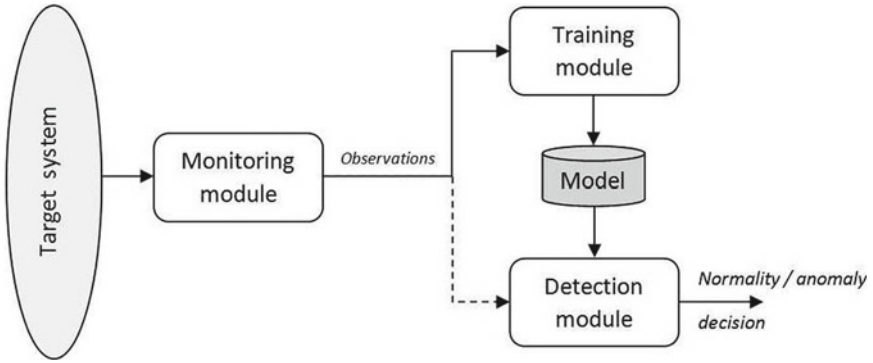 Target system
Monitoring
module
Observations
Training
module
Model
Detection
module
Normality / anomaly
decision